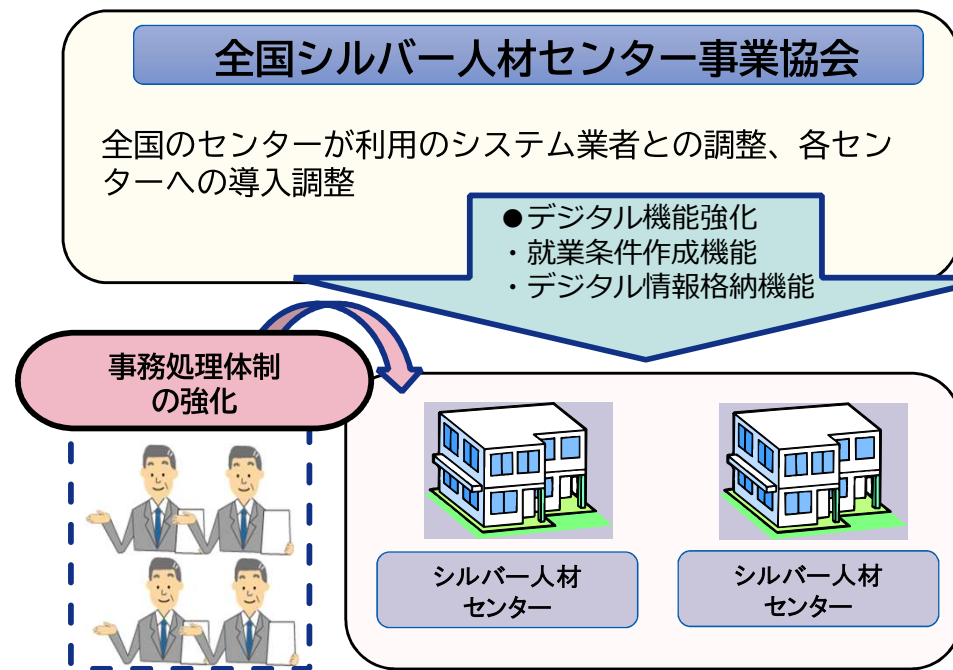 全国シルバー人材センター事業協会
全国のセンターが利用のシステム業者との調整、各セン
ターへの導入調整
●デジタル機能強化
・就業条件作成機能
・デジタル情報格納機能
事務処理体制
の強化
シルバー人材
センター
シルバー人材
センター